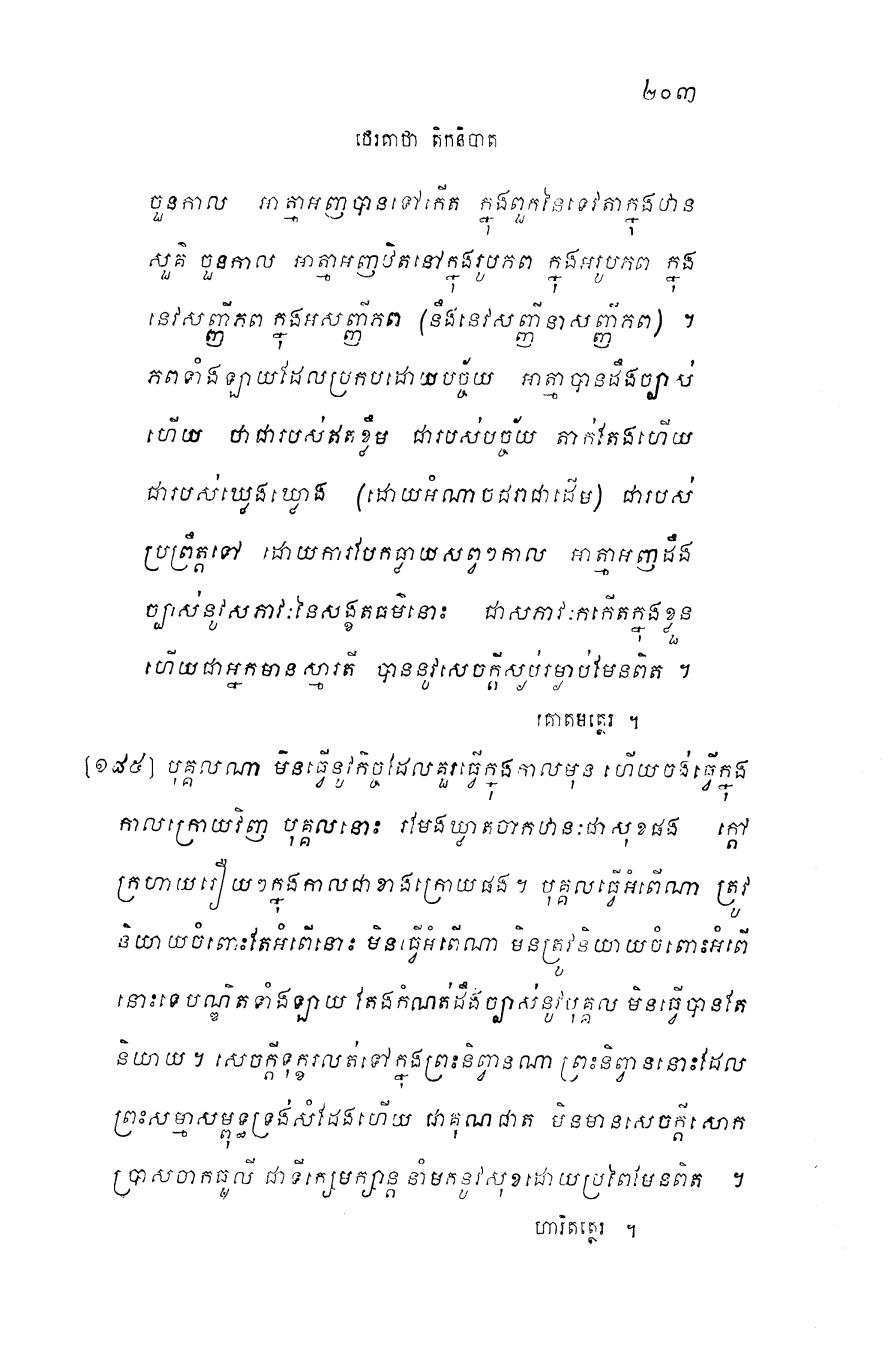 ២០៣
ថេរគាថា តិកនិបាត
ចួនកាល អាត្មាអញបានទៅកើត ក្នុងពួកនៃទេវតាក្នុងឋាន
សួគ៌ ចួនកាល អាត្មាអញឋិតនៅក្នុងរូបភព ក្នុងអរូបភព ក្នុង
នេវសញ្ញីភព ក្នុងអសញ្ញីភព (នឹងនេវសញ្ញីនាសញ្ញីភព) ។
ភពទាំងឡាយដែលប្រកបដោយបច្ច័យ អាត្មាបានដឹងច្បាស់
ហើយ ថាជារបស់ឥតខ្លឹម ជារបស់បច្ច័យ តាក់តែងហើយ
ជារបស់ឃ្លេងឃ្លោង (ដោយអំណាចជរាជាដើម) ជារបស់
ប្រព្រឹត្តទៅ ដោយការបែកធ្លាយសព្វៗកាល អាត្មាអញដឹង
ច្បាស់នូវសភាវៈនៃសង្ខតធម៌នោះ ជាសភាវៈកកើតក្នុងខ្លួន
ហើយជាអ្នកមានស្មារតី បាននូវសេចក្តីស្ងប់រម្ងាប់មែនពិត ។
គោតមត្ថេរ ។
[១៨៥] បុគ្គលណា មិនធ្វើនូវកិច្ចដែលគួរធ្វើក្នុងកាលមុន ហើយចង់ធ្វើក្នុង
កាលក្រោយវិញ បុគ្គលនោះ រមែងឃ្លាតចាកឋានៈជាសុខផង ក្តៅ
ក្រហាយរឿយៗក្នុងកាលជាខាងក្រោយផង។ បុគ្គលធ្វើអំពើណា ត្រូវ
និយាយចំពោះតែអំពើនោះ មិនធ្វើអំពើណា មិនត្រូវនិយាយចំពោះអំពើ
នោះទេបណ្ឌិតទាំងឡាយ តែងកំណត់ដឹងច្បាស់នូវបុគ្គល មិនធ្វើបានតែ
និយាយ។ សេចក្តីទុក្ខរលត់ទៅក្នុងព្រះនិព្វានណា ព្រះនិព្វាននោះដែល
ព្រះសម្មាសម្ពុទ្ធទ្រង់សំដែងហើយ ជាគុណជាត មិនមានសេចក្តីសោក
ប្រាសចាកធូលី ជាទីក្សេមក្សាន្ត នាំមកនូវសុខដោយប្រពៃមែនពិត ។
ហារិតត្ថេរ ។